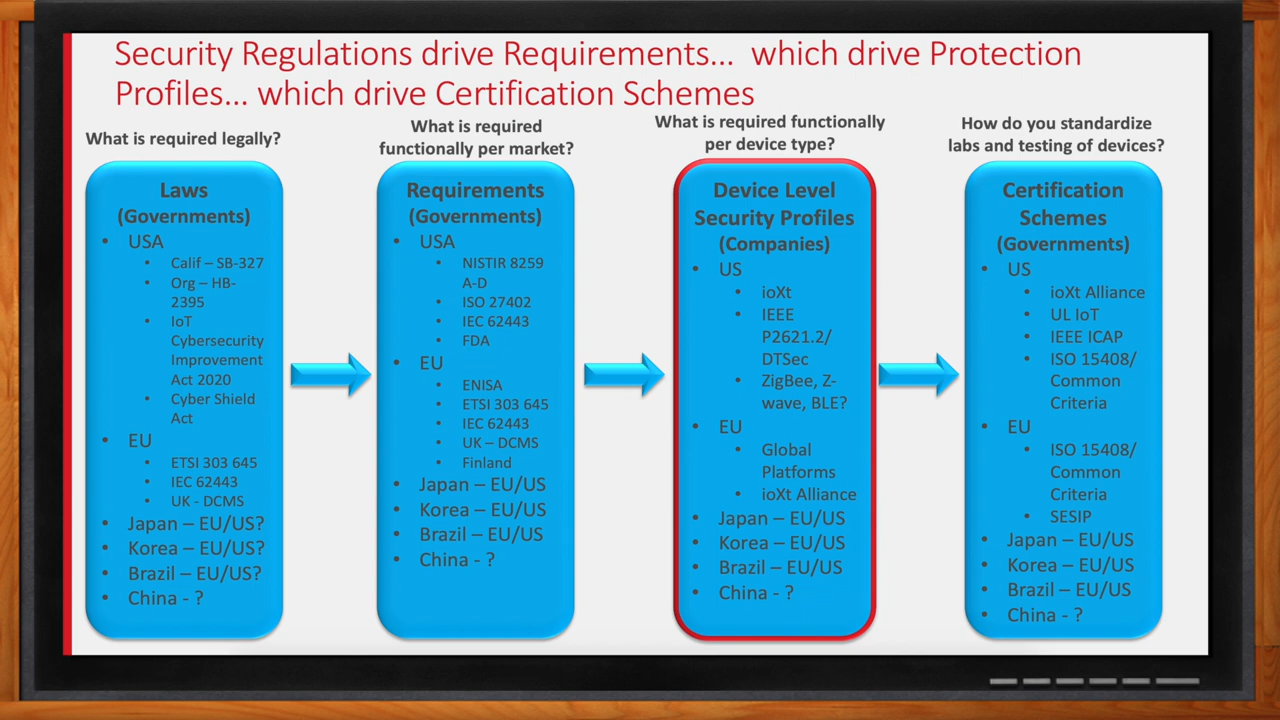 Security Regulations drive Requirements... which drive Protection
Profiles... which drive Certification Schemes
What is required legally?
Laws
(Governments)
• USA
• Calif – SB-327
• Org – HB-
2395
• IoT
Cybersecurity
Improvement
Act 2020
• Cyber Shield
Act
• EU
• ETSI 303 645
• IEC 62443
• UK - DCMS
• Japan – EU/US?
• Korea – EU/US?
• Brazil – EU/US?
• China - ?
What is required
functionally per market?
Requirements
(Governments)
• USA
• NISTIR 8259
A-D
• ISO 27402
• IEC 62443
• FDA
• EU
• ENISA
• ETSI 303 645
• IEC 62443
• UK – DCMS
• Finland
• Japan – EU/US
• Korea – EU/US
• Brazil – EU/US
• China - ?
What is required functionally
per device type?
Device Level
Security Profiles
(Companies)
• US
• ioXt
• IEEE
P2621.2/
DTSec
• ZigBee, Z-
wave, BLE?
• EU
• Global
Platforms
• ioXt Alliance
• Japan – EU/US
• Korea – EU/US
• Brazil – EU/US
• China - ?
How do you standardize
labs and testing of devices?
Certification
Schemes
(Governments)
• US
• ioXt Alliance
• UL IoT
• IEEE ICAP
• ISO 15408/
Common
Criteria
• EU
• ISO 15408/
Common
Criteria
• SESIP
• Japan – EU/US
• Korea – EU/US
• Brazil – EU/US
• China - ?